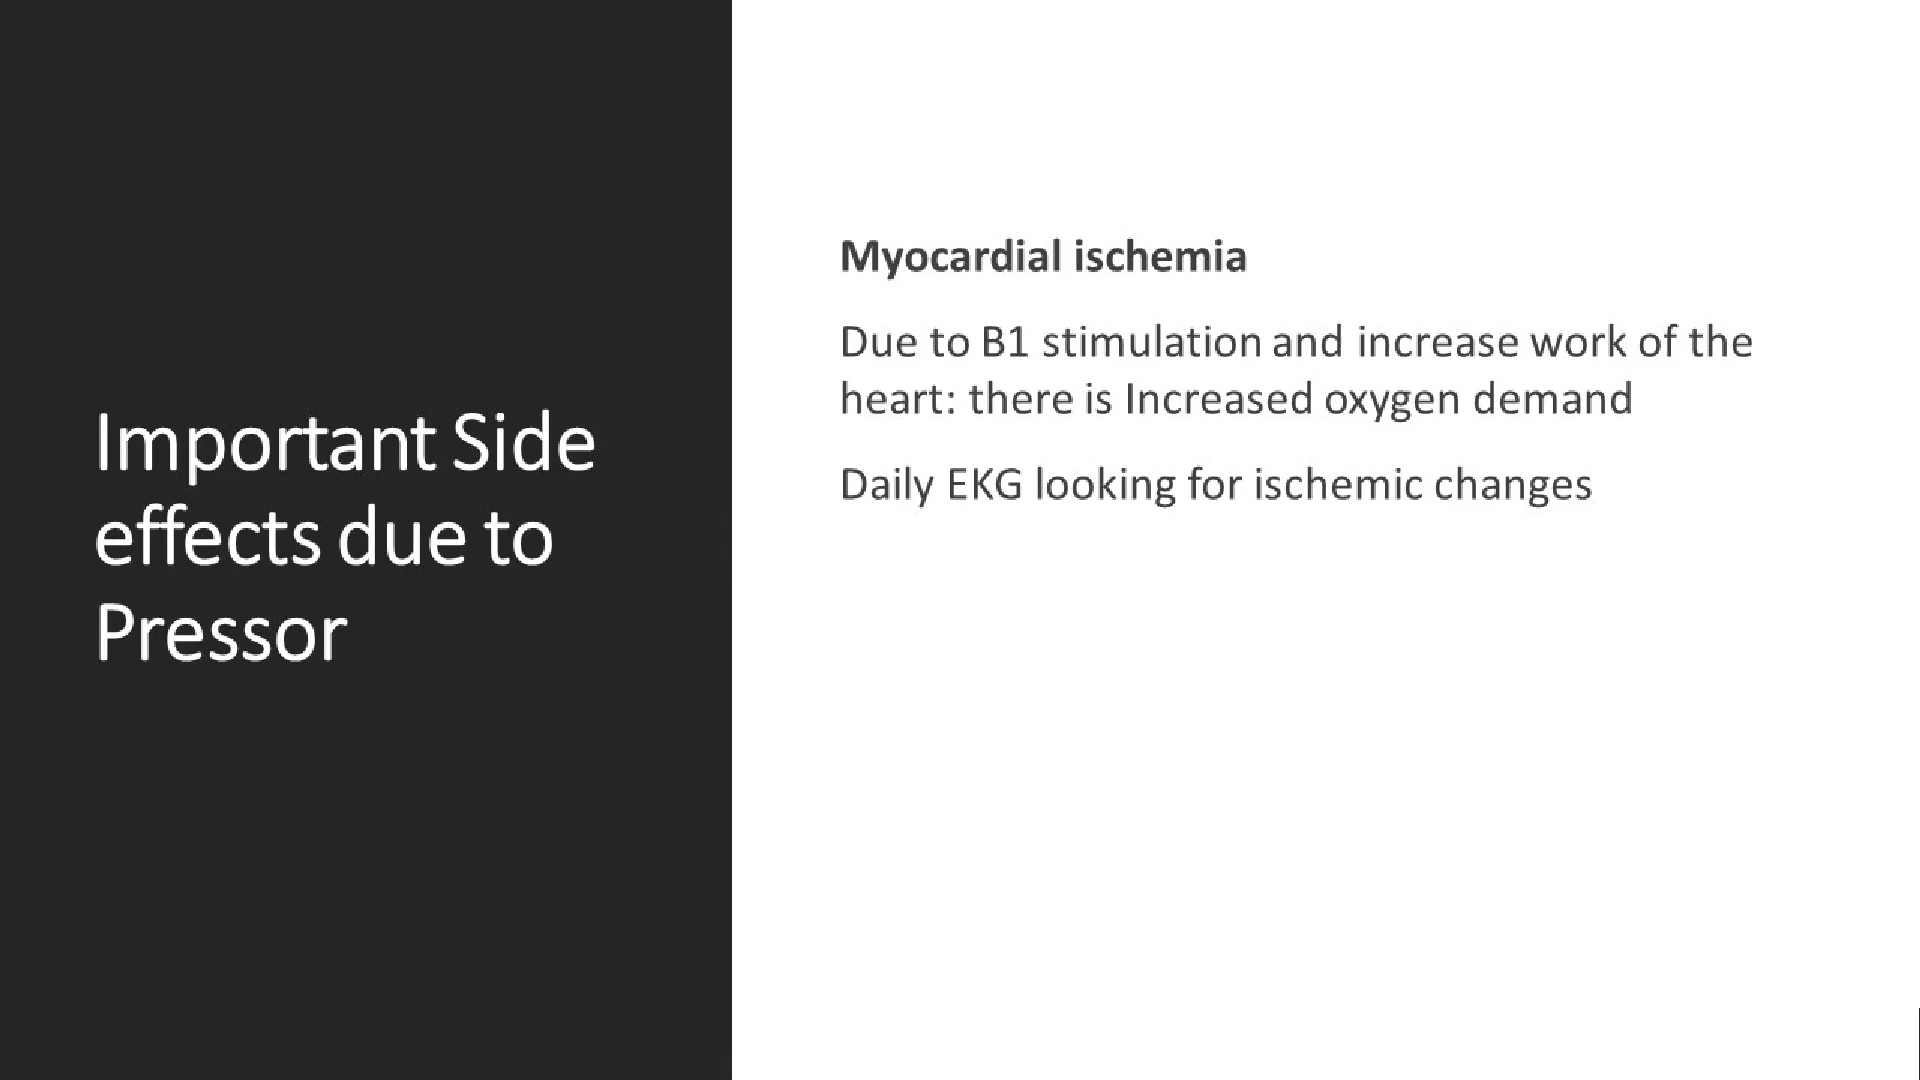 Important Side
effects due to
Pressor
Myocardial ischemia
Due to B1 stimulation and increase work of the
heart: there is Increased oxygen demand
Daily EKG looking for ischemic changes